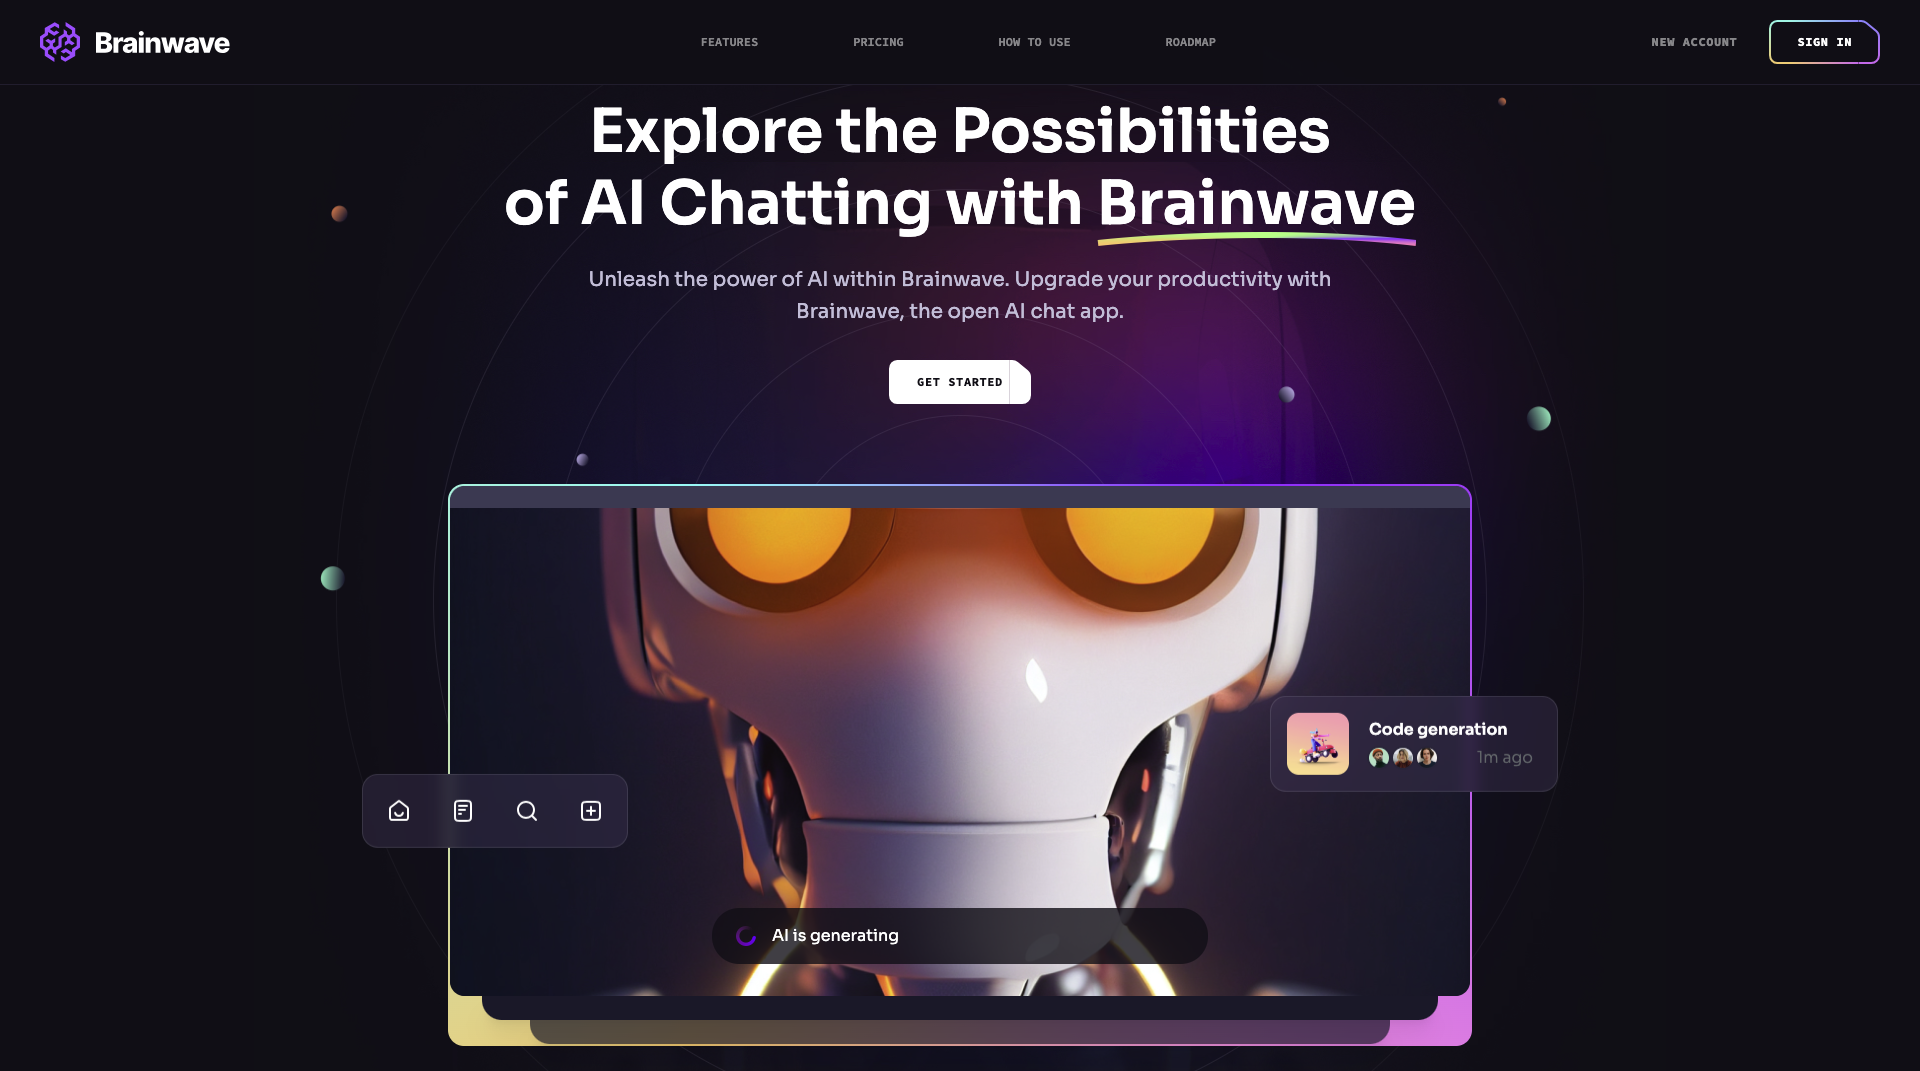 Brainwave
FEATURES
PRICING
HOW TO USE
ROADMAP
NEW ACCOUNT
SIGN IN
Explore the Possibilities
of AI Chatting with Brainwave
Unleash the power of AI within Brainwave. Upgrade your productivity with
Brainwave, the open AI chat app.
GET STARTED
Code generation
1m ago
AI is generating